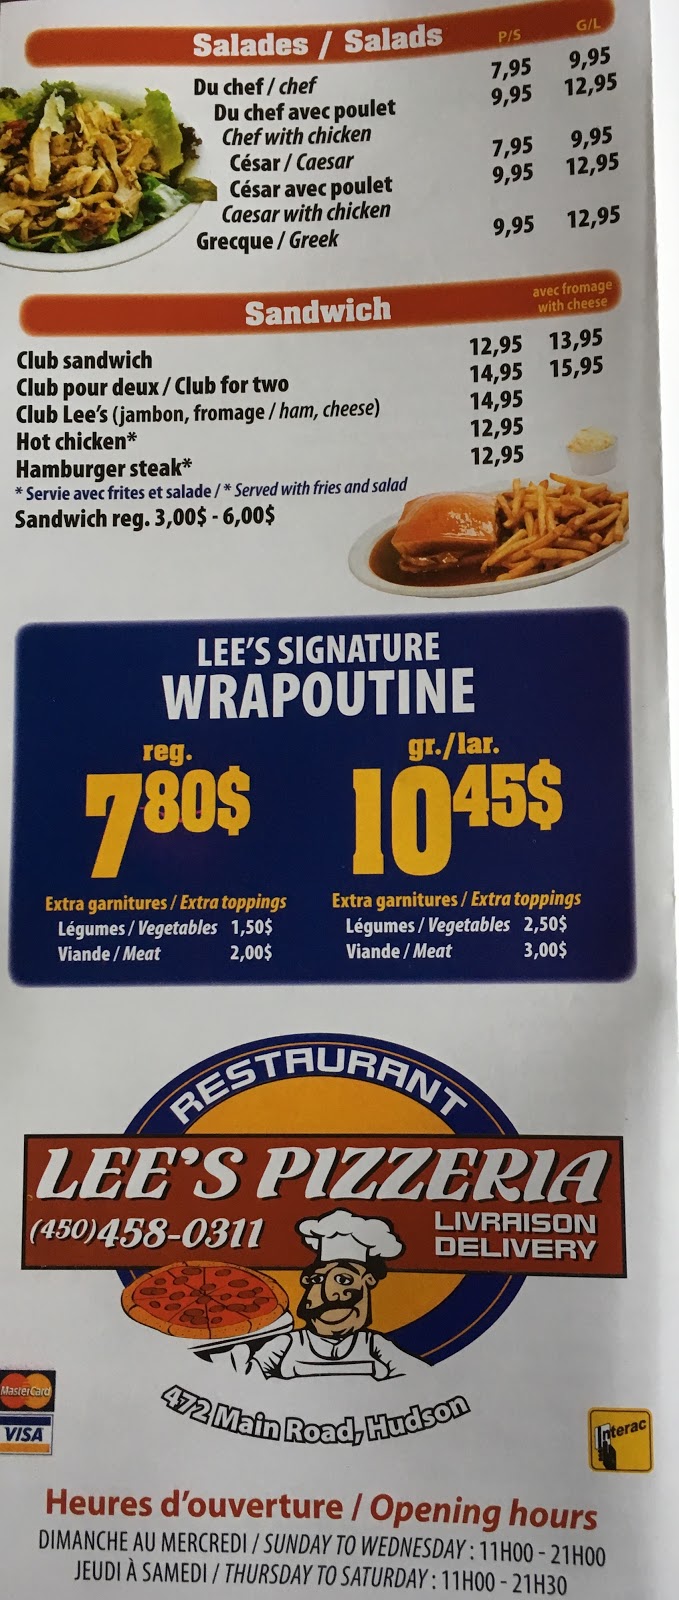 Salades / Salads P/S G/L
Du chef / chef 7,95 9,95
Du chef avec poulet 9,95 12,95
Chef with chicken
César / Caesar 7,95 9,95
César avec poulet 9,95 12,95
Caesar with chicken
Grecque / Greek 9,95 12,95
Sandwich avec fromage
with cheese
Club sandwich 12,95 13,95
Club pour deux / Club for two 14,95 15,95
Club Lee's (jambon, fromage / ham, cheese) 14,95
Hot chicken* 12,95
Hamburger steak* 12,95
* Servie avec frites et salade / * Served with fries and salad
Sandwich reg. 3,00$ - 6,00$
LEE'S SIGNATURE
WRAPOUTINE
reg. gr./lar.
7 80$ 10 45$
Extra garnitures / Extra toppings Extra garnitures / Extra toppings
Légumes / Vegetables 1,50$ Légumes / Vegetables 2,50$
Viande / Meat 2,00$ Viande / Meat 3,00$
RESTAURANT
LEE'S PIZZERIA
(450) 458-0311 LIVRAISON
DELIVERY
472 Main Road, Hudson
MasterCard
VISA
Interac
Heures d'ouverture / Opening hours
DIMANCHE AU MERCREDI / SUNDAY TO WEDNESDAY : 11H00 - 21H00
JEUDI À SAMEDI / THURSDAY TO SATURDAY : 11H00 - 21H30